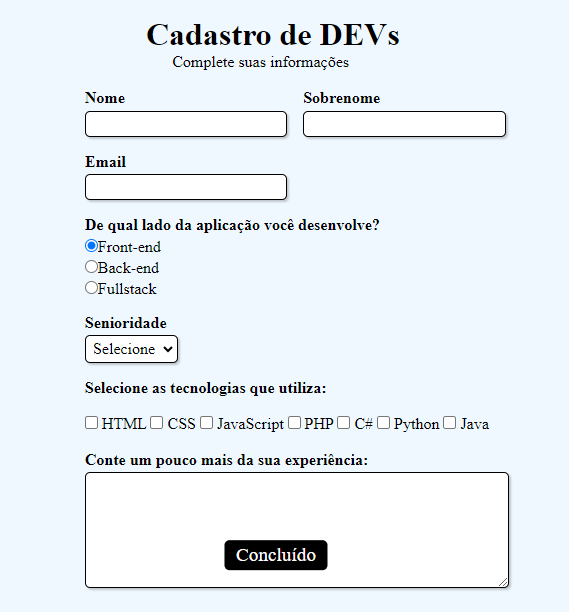 Cadastro de DEVs
Complete suas informações
Nome Sobrenome
Email
De qual lado da aplicação você desenvolve?
Front-end
Back-end
Fullstack
Senioridade
Selecione
Selecione as tecnologias que utiliza:
HTML CSS JavaScript PHP C# Python Java
Conte um pouco mais da sua experiência:
Concluído